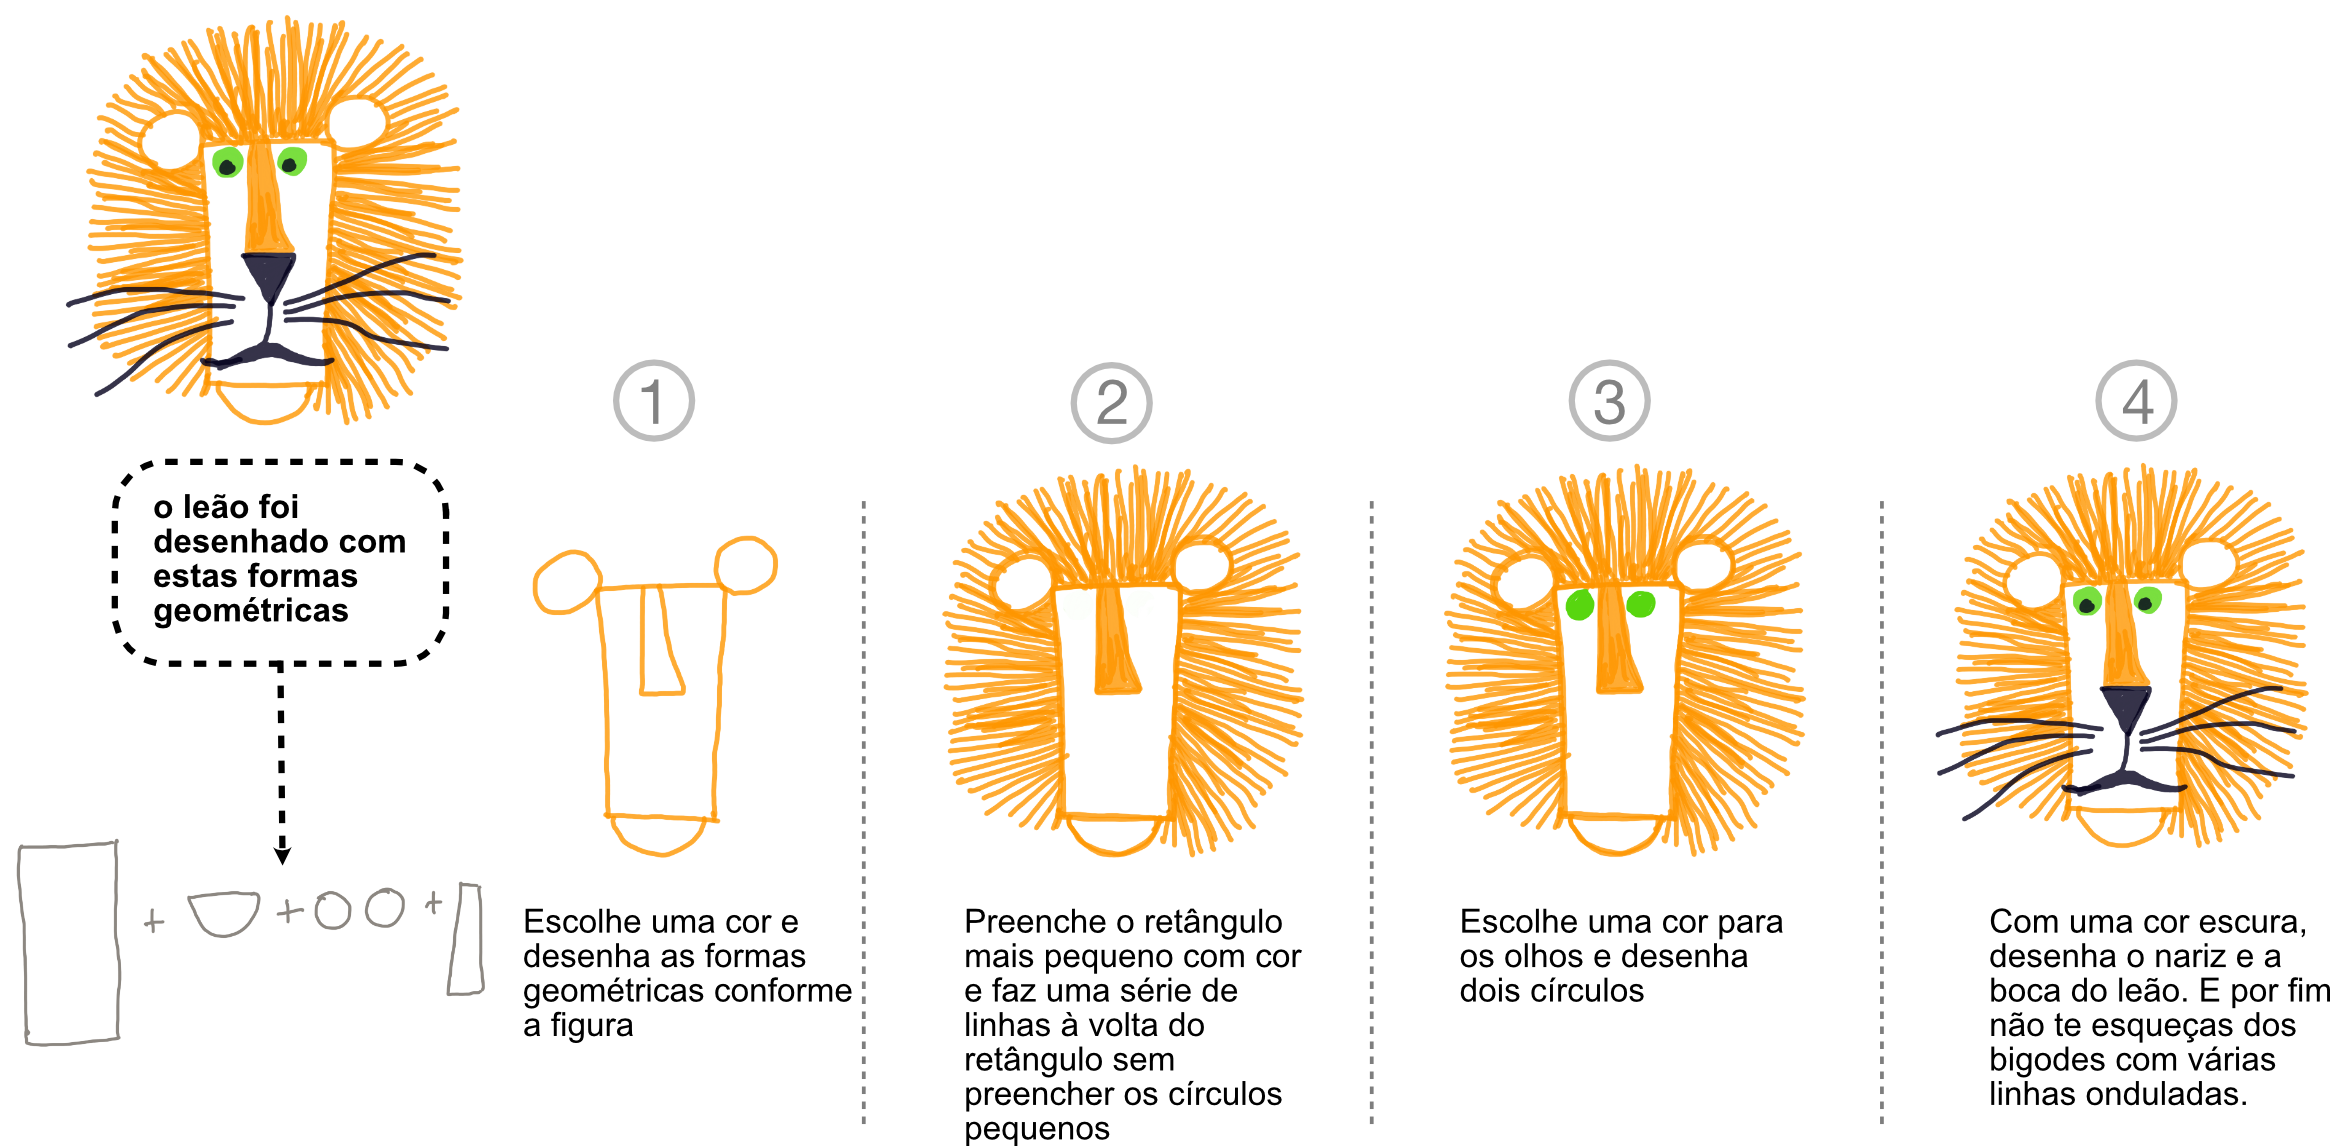 o leão foi
desenhado com
estas formas
geométricas
+ + +
1
Escolhe uma cor e
desenha as formas
geométricas conforme
a figura
2
Preenche o retângulo
mais pequeno com cor
e faz uma série de
linhas à volta do
retângulo sem
preencher os círculos
pequenos
3
Escolhe uma cor para
os olhos e desenha
dois círculos
4
Com uma cor escura,
desenha o nariz e a
boca do leão. E por fim
não te esqueças dos
bigodes com várias
linhas onduladas.